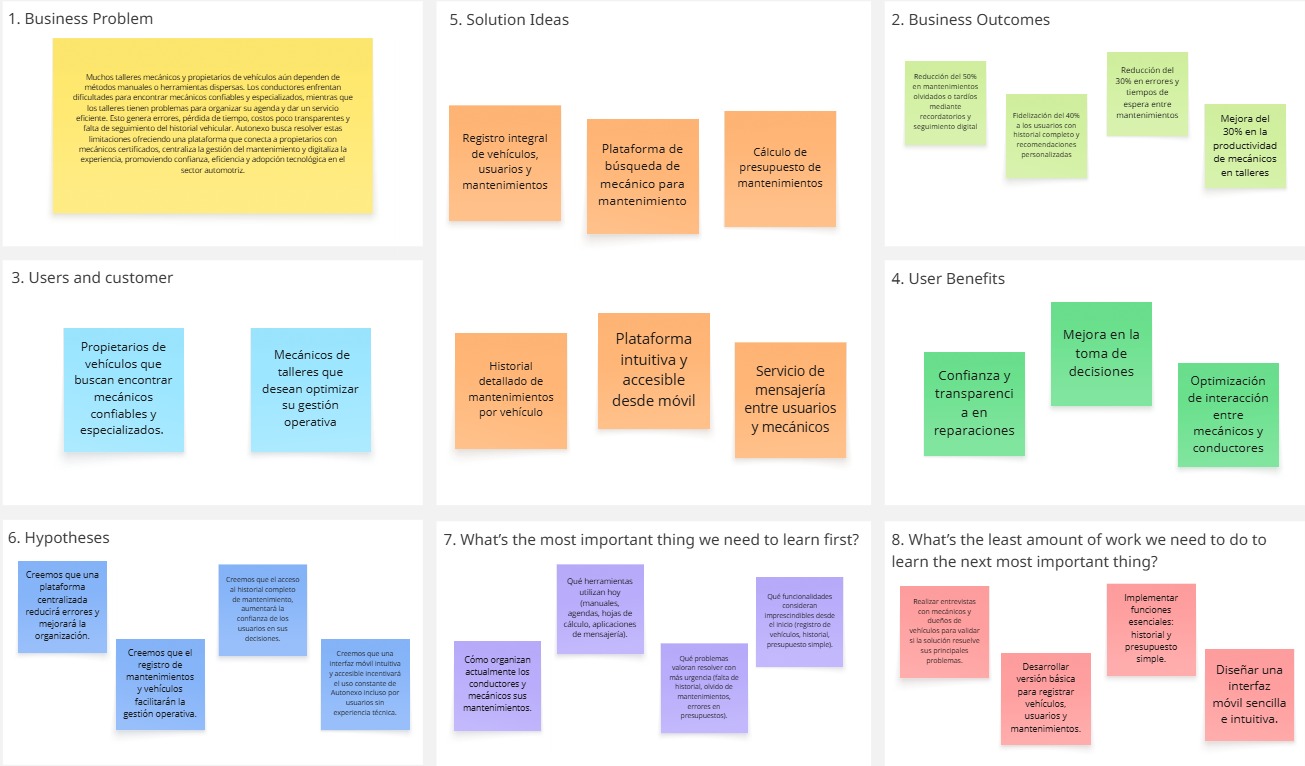 1. Business Problem
Muchos talleres mecánicos y propietarios de vehículos aún dependen de
métodos manuales o herramientas dispersas. Los conductores enfrentan
dificultades para encontrar mecánicos confiables y especializados, mientras que
los talleres tienen problemas para organizar su agenda y dar un servicio
eficiente. Esto genera errores, pérdida de tiempo, costos poco transparentes y
falta de seguimiento del historial vehicular. Autonexo busca resolver estas
limitaciones ofreciendo una plataforma que conecta a propietarios con
mecánicos certificados, centraliza la gestión del mantenimiento y digitaliza la
experiencia, promoviendo confianza, eficiencia y adopción tecnológica en el
sector automotriz.
5. Solution Ideas
Registro integral
de vehículos,
usuarios y
mantenimientos
Plataforma de
búsqueda de
mecánico para
mantenimiento
Cálculo de
presupuesto de
mantenimientos
Historial
detallado de
mantenimientos
por vehículo
Plataforma
intuitiva y
accesible
desde móvil
Servicio de
mensajería
entre usuarios
y mecánicos
2. Business Outcomes
Reducción del 50%
en mantenimientos
olvidados o tardíos
mediante
recordatorios y
seguimiento digital
Fidelización del 40%
a los usuarios con
historial completo y
recomendaciones
personalizadas
Reducción del
30% en errores y
tiempos de
espera entre
mantenimientos
Mejora del
30% en la
productividad
de mecánicos
en talleres
3. Users and customer
Propietarios de
vehículos que
buscan encontrar
mecánicos
confiables y
especializados.
Mecánicos de
talleres que
desean optimizar
su gestión
operativa
4. User Benefits
Confianza y
transparenci
a en
reparaciones
Mejora en la
toma de
decisiones
Optimización
de interacción
entre
mecánicos y
conductores
6. Hypotheses
Creemos que una
plataforma
centralizada
reducirá errores y
mejorará la
organización.
Creemos que el
registro de
mantenimientos
y vehículos
facilitarán la
gestión operativa.
Creemos que el acceso
al historial completo
de mantenimiento,
aumentará la
confianza de los
usuarios en sus
decisiones.
Creemos que una
interfaz móvil intuitiva
y accesible incentivará
el uso constante de
Autonexo incluso por
usuarios sin
experiencia técnica.
7. What's the most important thing we need to learn first?
Cómo organizan
actualmente los
conductores y
mecánicos sus
mantenimientos.
Qué herramientas
utilizan hoy
(manuales,
agendas, hojas de
cálculo, aplicaciones
de mensajería).
Qué problemas
valoran resolver con
más urgencia (falta de
historial, olvido de
mantenimientos,
errores en
presupuestos).
Qué funcionalidades
consideran
imprescindibles desde
el inicio (registro de
vehículos, historial,
presupuesto simple).
8. What's the least amount of work we need to do to
learn the next most important thing?
Realizar entrevistas
con mecánicos y
dueños de
vehículos para validar
si la solución resuelve
sus principales
problemas.
Desarrollar
versión básica
para registrar
vehículos,
usuarios y
mantenimientos.
Implementar
funciones
esenciales:
historial y
presupuesto
simple.
Diseñar una
interfaz
móvil sencilla
e intuitiva.